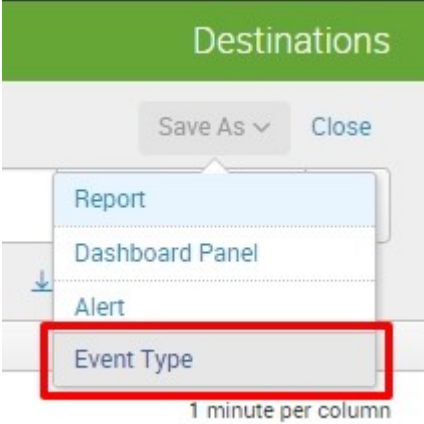 Destinations
Save As Close
Report
Dashboard Panel
Alert
Event Type
1 minute per column